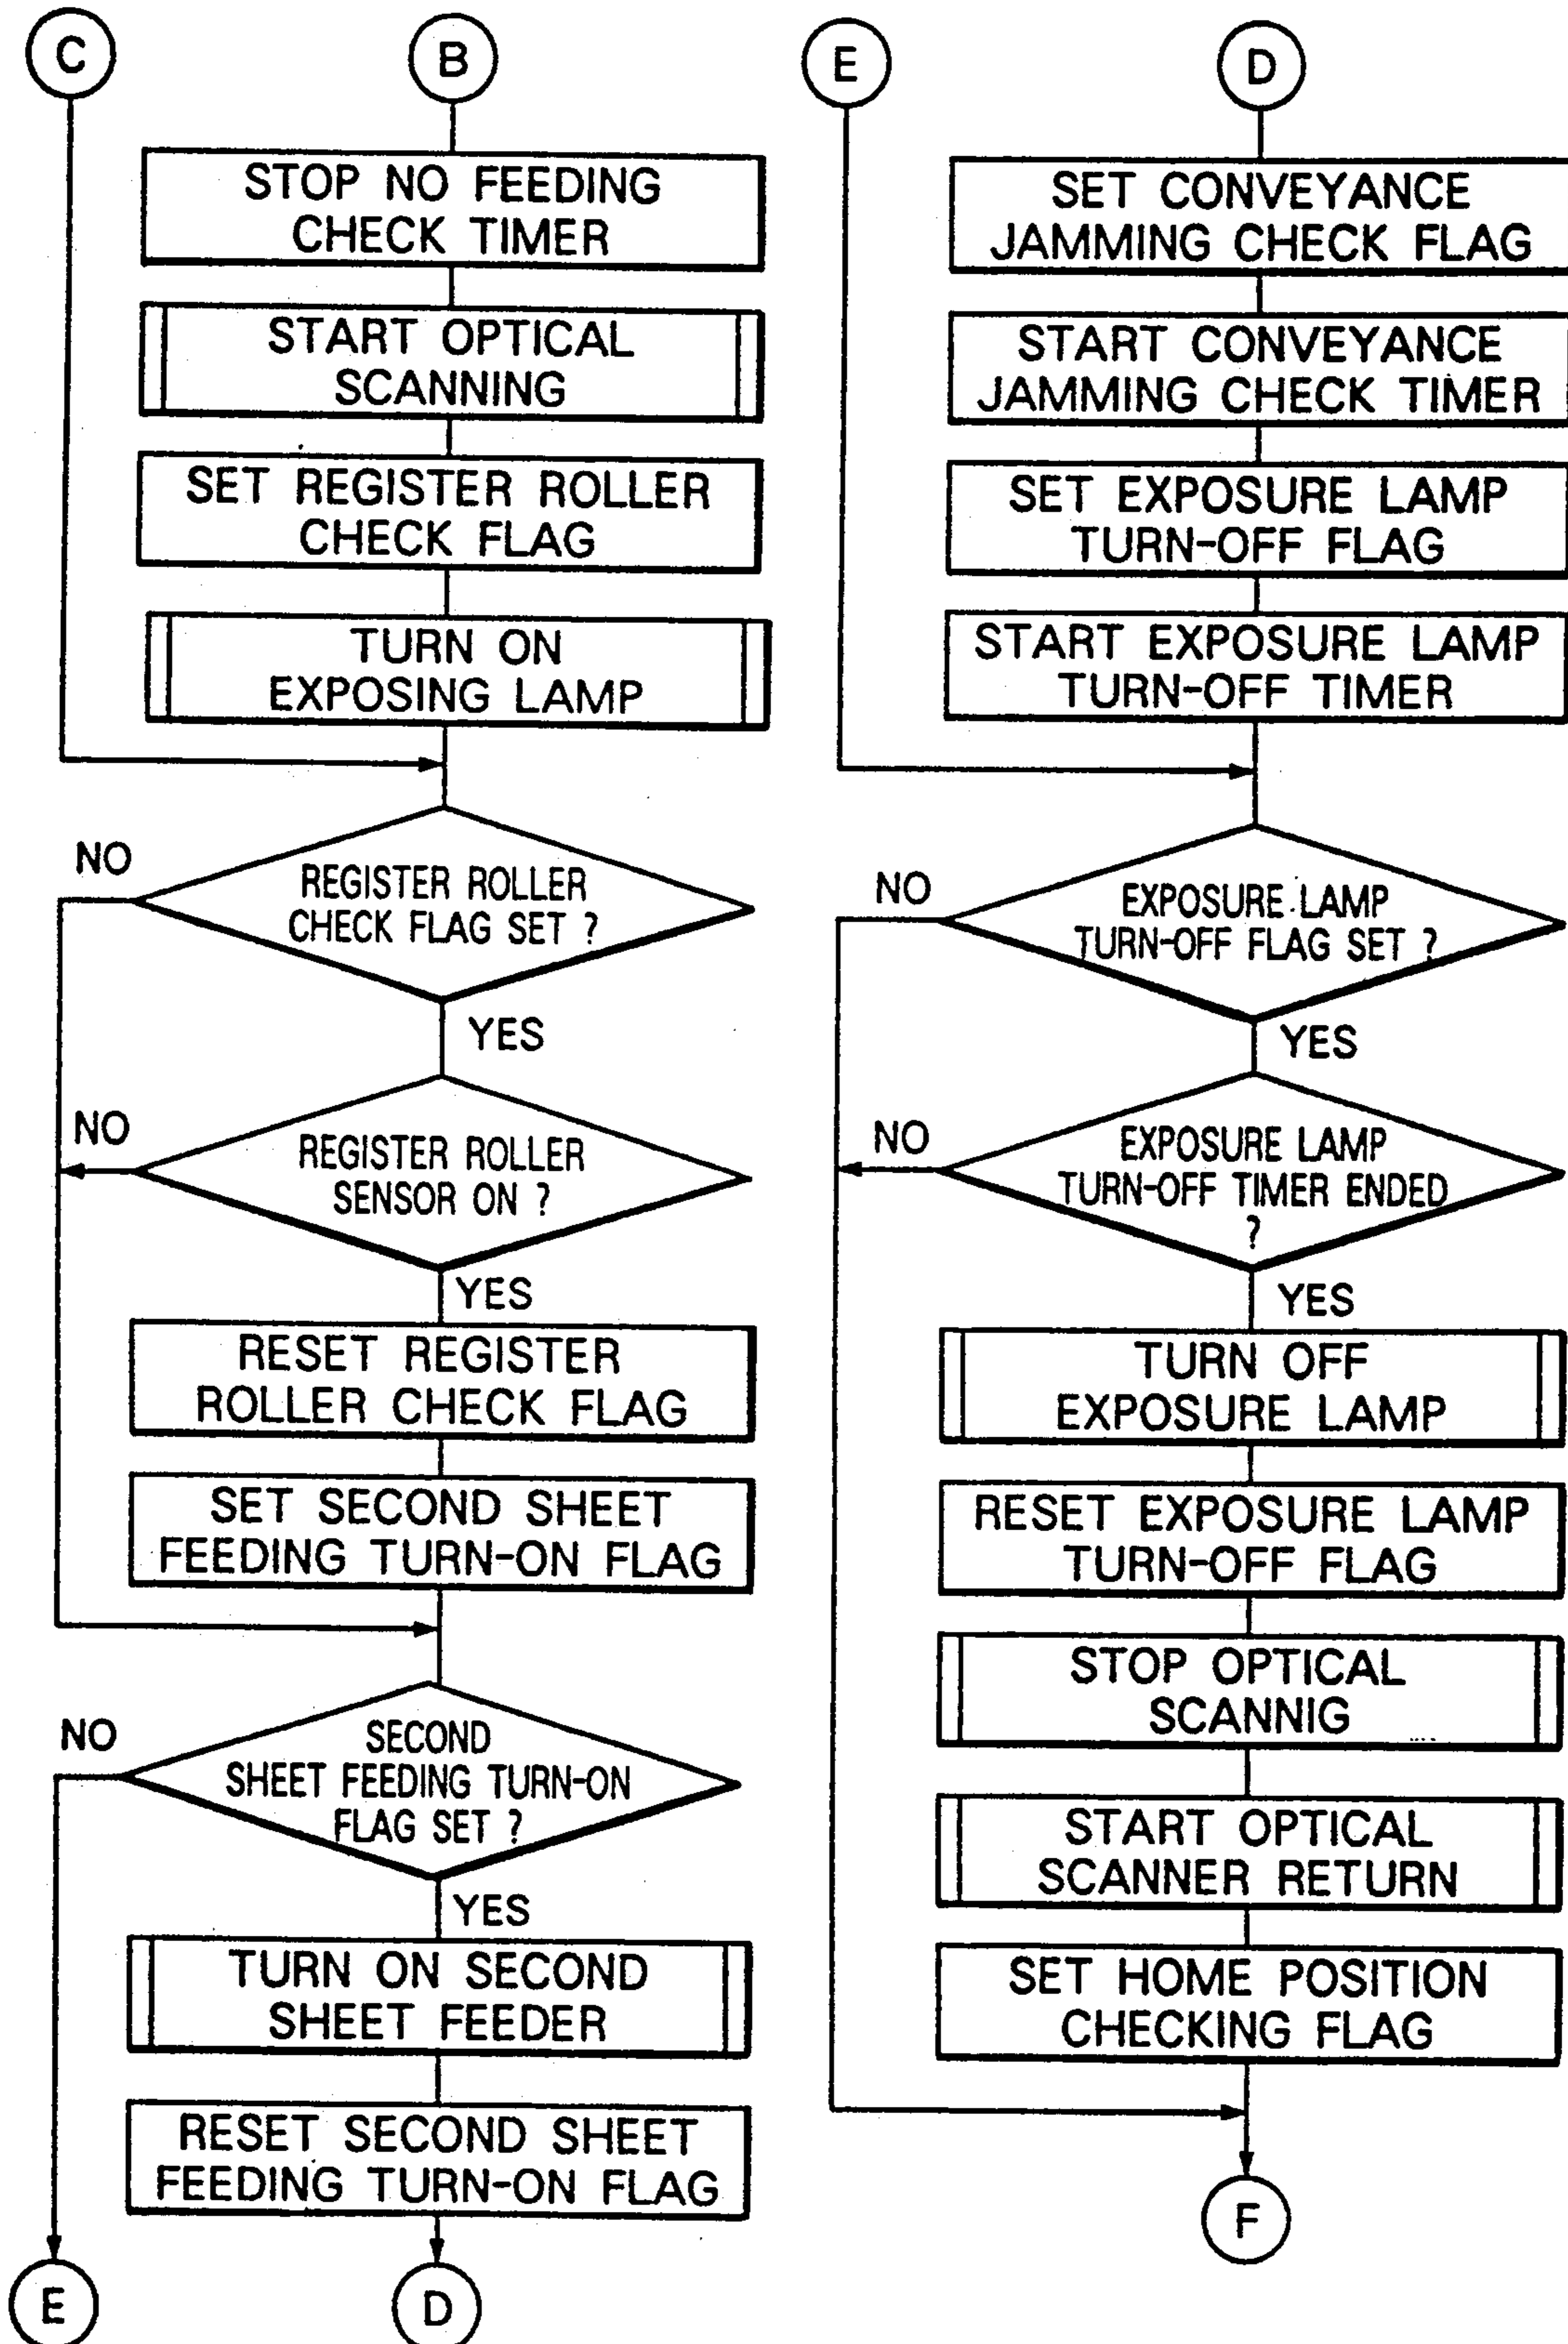 C
B
STOP NO FEEDING
CHECK TIMER
START OPTICAL
SCANNING
SET REGISTER ROLLER
CHECK FLAG
TURN ON
EXPOSING LAMP
NO
REGISTER ROLLER
CHECK FLAG SET ?
YES
NO
REGISTER ROLLER
SENSOR ON ?
YES
RESET REGISTER
ROLLER CHECK FLAG
SET SECOND SHEET
FEEDING TURN-ON FLAG
NO
SECOND
SHEET FEEDING TURN-ON
FLAG SET ?
YES
TURN ON SECOND
SHEET FEEDER
RESET SECOND SHEET
FEEDING TURN-ON FLAG
E
D
E
D
SET CONVEYANCE
JAMMING CHECK FLAG
START CONVEYANCE
JAMMING CHECK TIMER
SET EXPOSURE LAMP
TURN-OFF FLAG
START EXPOSURE LAMP
TURN-OFF TIMER
NO
EXPOSURE LAMP
TURN-OFF FLAG SET ?
YES
NO
EXPOSURE LAMP
TURN-OFF TIMER ENDED
?
YES
TURN OFF
EXPOSURE LAMP
RESET EXPOSURE LAMP
TURN-OFF FLAG
STOP OPTICAL
SCANNIG
START OPTICAL
SCANNER RETURN
SET HOME POSITION
CHECKING FLAG
F